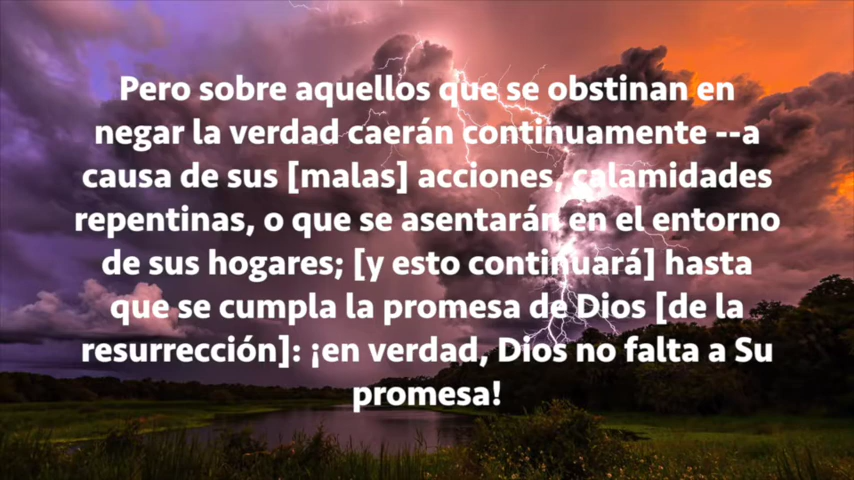 Pero sobre aquellos que se obstinan en
negar la verdad caerán continuamente --a
causa de sus [malas] acciones, calamidades
repentinas, o que se asentarán en el entorno
de sus hogares; [y esto continuará] hasta
que se cumpla la promesa de Dios [de la
resurrección]: ¡en verdad, Dios no falta a Su
promesa!